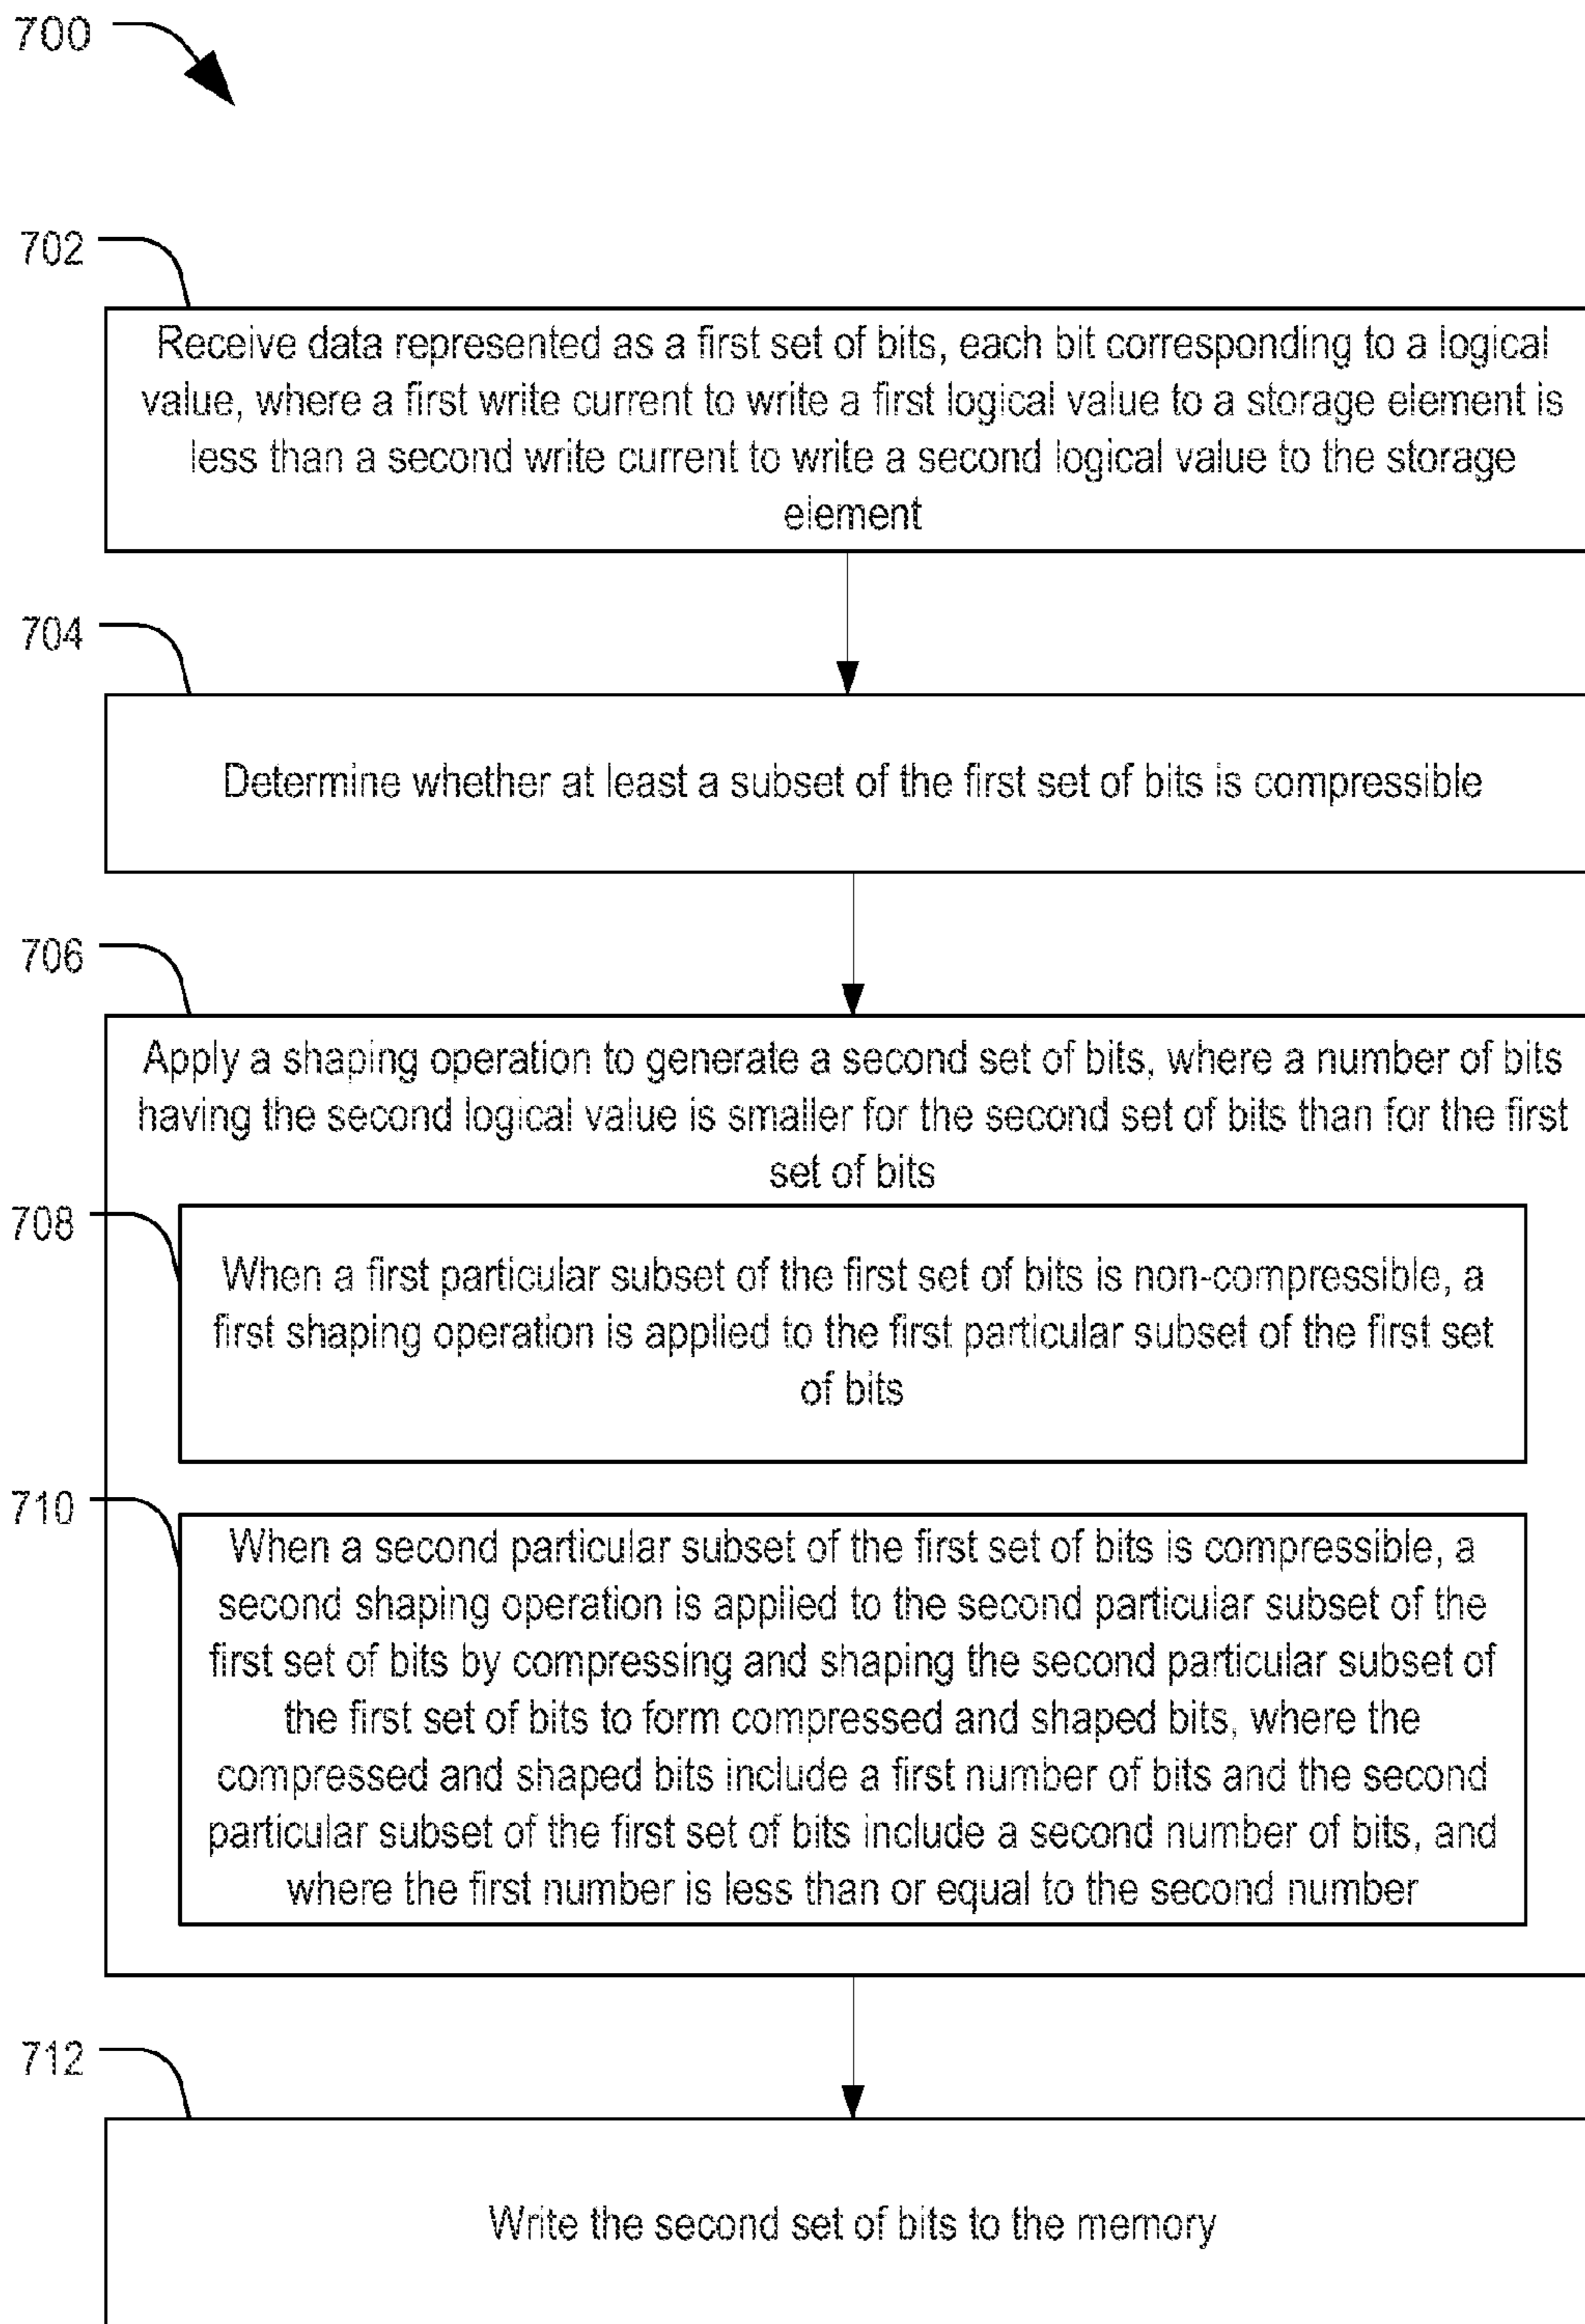 700
702
Receive data represented as a first set of bits, each bit corresponding to a logical
value, where a first write current to write a first logical value to a storage element is
less than a second write current to write a second logical value to the storage
element
704
Determine whether at least a subset of the first set of bits is compressible
706
Apply a shaping operation to generate a second set of bits, where a number of bits
having the second logical value is smaller for the second set of bits than for the first
set of bits
708
When a first particular subset of the first set of bits is non-compressible, a
first shaping operation is applied to the first particular subset of the first set
of bits
710
When a second particular subset of the first set of bits is compressible, a
second shaping operation is applied to the second particular subset of the
first set of bits by compressing and shaping the second particular subset of
the first set of bits to form compressed and shaped bits, where the
compressed and shaped bits include a first number of bits and the second
particular subset of the first set of bits include a second number of bits, and
where the first number is less than or equal to the second number
712
Write the second set of bits to the memory